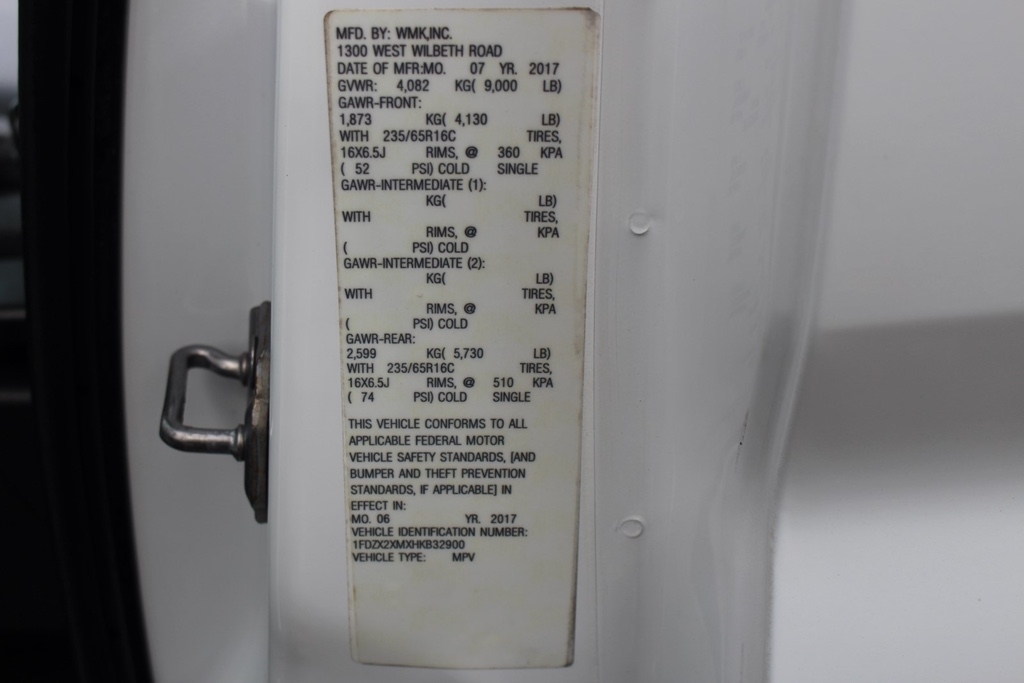 MFD. BY: WMK,INC.
1300 WEST WILBETH ROAD
DATE OF MFR:MO. 07 YR. 2017
GVWR: 4,082 KG( 9,000 LB)
GAWR-FRONT:
1,873 KG( 4,130 LB)
WITH 235/65R16C TIRES,
16X6.5J RIMS, @ 360 KPA
( 52 PSI) COLD SINGLE
GAWR-INTERMEDIATE (1):
KG( LB)
WITH TIRES,
RIMS, @ KPA
( PSI) COLD
GAWR-INTERMEDIATE (2):
KG( LB)
WITH TIRES,
RIMS, @ KPA
( PSI) COLD
GAWR-REAR:
2,599 KG( 5,730 LB)
WITH 235/65R16C TIRES,
16X6.5J RIMS, @ 510 KPA
( 74 PSI) COLD SINGLE
THIS VEHICLE CONFORMS TO ALL
APPLICABLE FEDERAL MOTOR
VEHICLE SAFETY STANDARDS, [AND
BUMPER AND THEFT PREVENTION
STANDARDS, IF APPLICABLE] IN
EFFECT IN:
MO. 06 YR. 2017
VEHICLE IDENTIFICATION NUMBER:
1FDZX2XMXHKB32900
VEHICLE TYPE: MPV